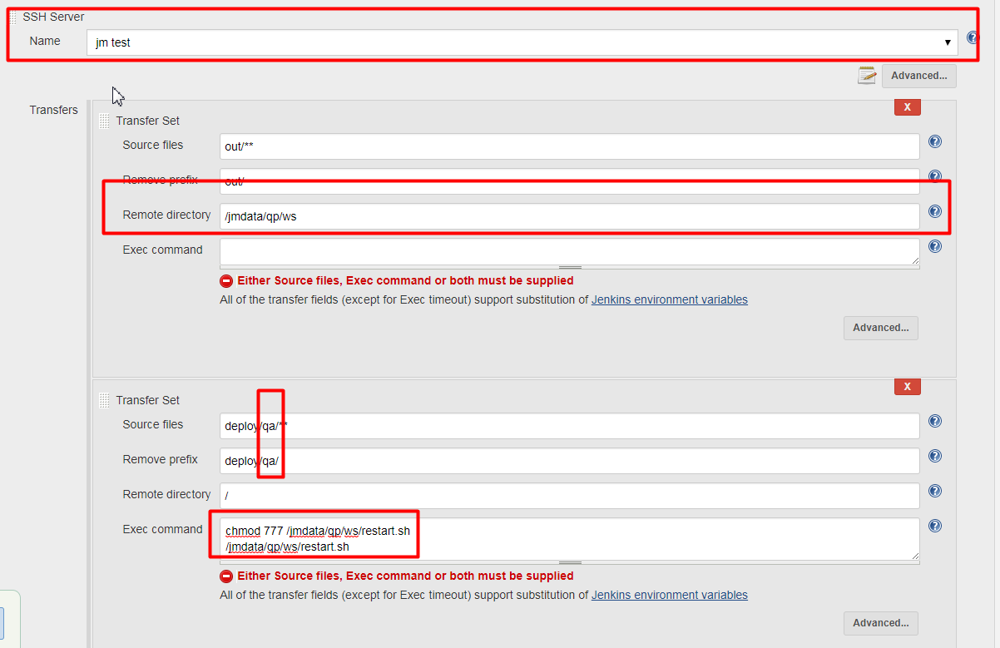 SSH Server
Name jm test
Advanced...
Transfers
X
Transfer Set
Source files out/**
Remove prefix out/
Remote directory /jmdata/qp/ws
Exec command
Either Source files, Exec command or both must be supplied
All of the transfer fields (except for Exec timeout) support substitution of Jenkins environment variables
Advanced...
X
Transfer Set
Source files deploy/qa/**
Remove prefix deploy/qa/
Remote directory /
Exec command chmod 777 /jmdata/qp/ws/restart.sh
/jmdata/qp/ws/restart.sh
Either Source files, Exec command or both must be supplied
All of the transfer fields (except for Exec timeout) support substitution of Jenkins environment variables
Advanced...